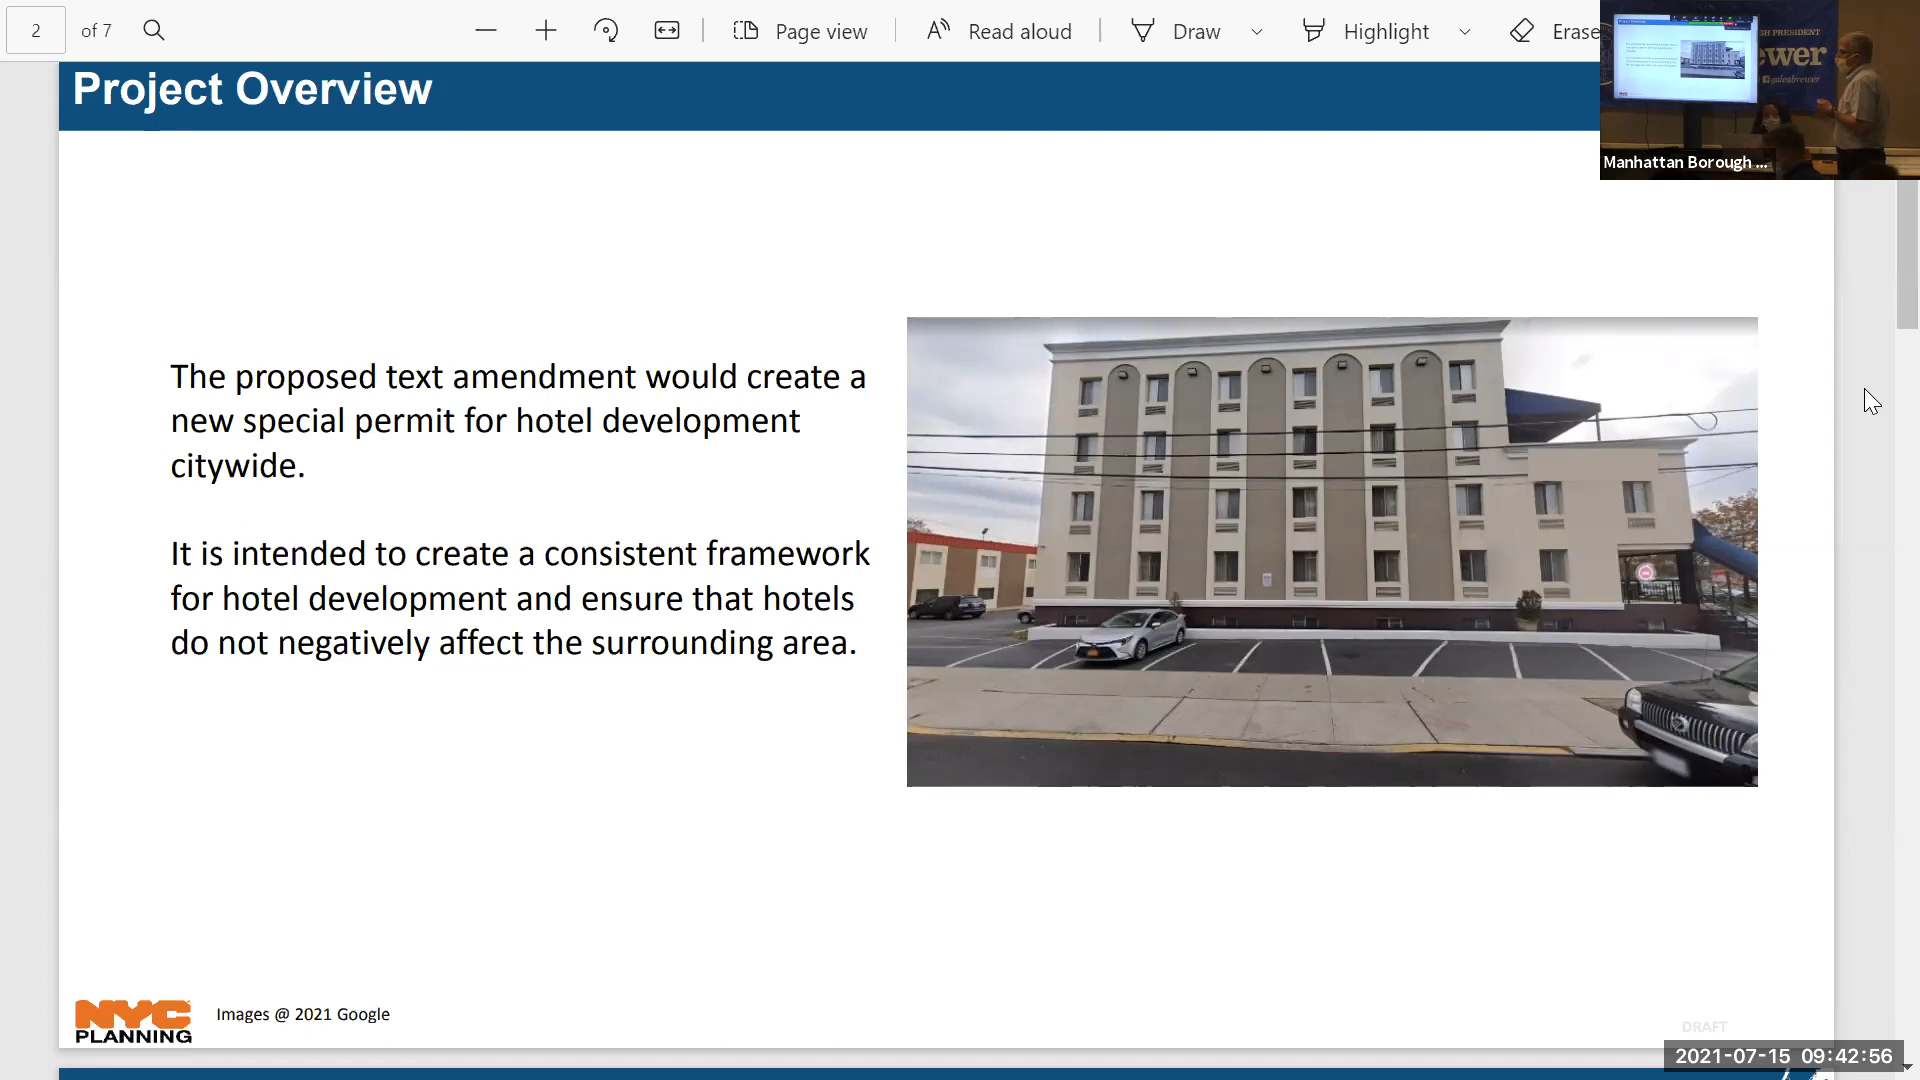 2
of 7
Page view
Read aloud
Draw
Highlight
Erase
Project Overview
H PRESIDENT
ewer
galeabrewer
Manhattan Borough ...
The proposed text amendment would create a
new special permit for hotel development
citywide.
It is intended to create a consistent framework
for hotel development and ensure that hotels
do not negatively affect the surrounding area.
NYC
PLANNING
Images @ 2021 Google
DRAFT
2021-07-15 09:42:56